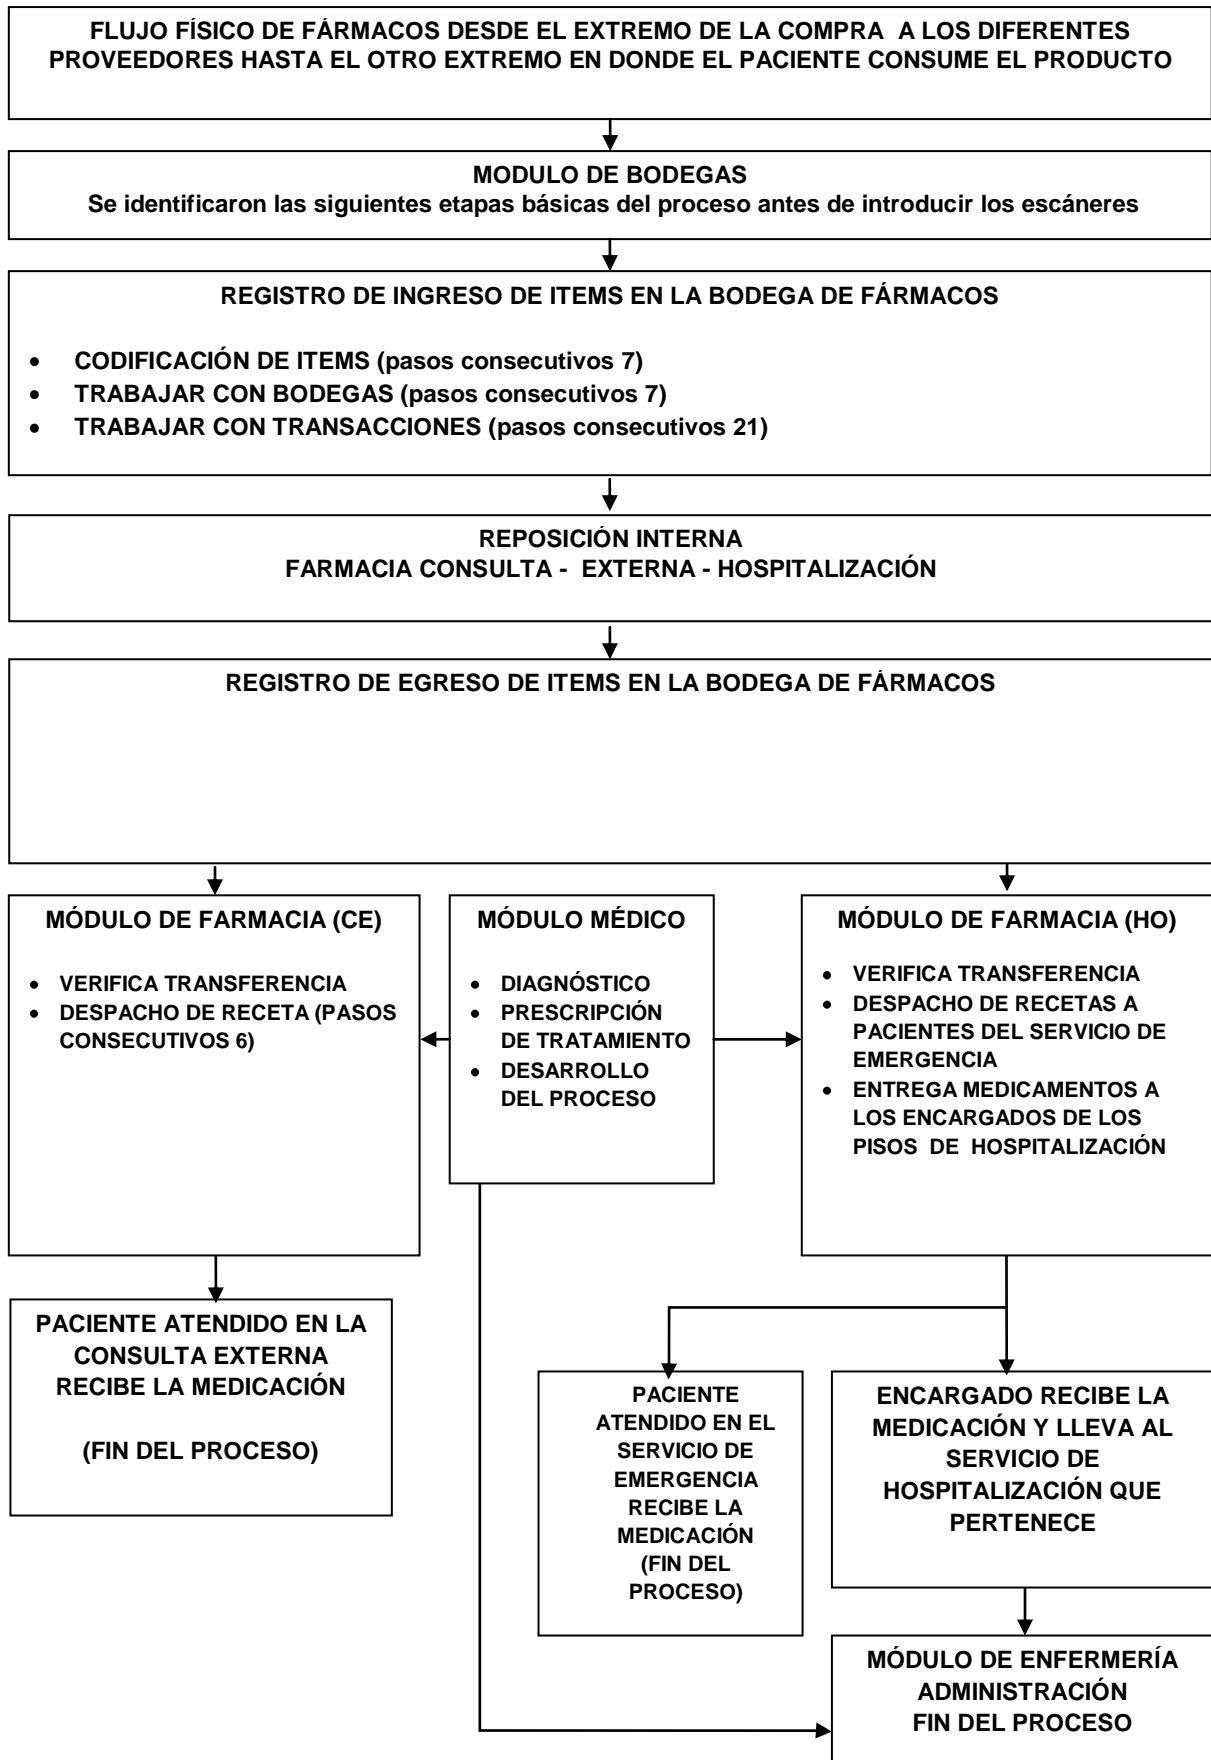 FLUJO FÍSICO DE FÁRMACOS DESDE EL EXTREMO DE LA COMPRA A LOS DIFERENTES
PROVEEDORES HASTA EL OTRO EXTREMO EN DONDE EL PACIENTE CONSUME EL PRODUCTO
MODULO DE BODEGAS
Se identificaron las siguientes etapas básicas del proceso antes de introducir los escáneres
REGISTRO DE INGRESO DE ITEMS EN LA BODEGA DE FÁRMACOS
• CODIFICACIÓN DE ITEMS (pasos consecutivos 7)
• TRABAJAR CON BODEGAS (pasos consecutivos 7)
• TRABAJAR CON TRANSACCIONES (pasos consecutivos 21)
REPOSICIÓN INTERNA
FARMACIA CONSULTA - EXTERNA - HOSPITALIZACIÓN
REGISTRO DE EGRESO DE ITEMS EN LA BODEGA DE FÁRMACOS
MÓDULO DE FARMACIA (CE)
• VERIFICA TRANSFERENCIA
• DESPACHO DE RECETA (PASOS
CONSECUTIVOS 6)
MÓDULO MÉDICO
• DIAGNÓSTICO
• PRESCRIPCIÓN
DE TRATAMIENTO
• DESARROLLO
DEL PROCESO
MÓDULO DE FARMACIA (HO)
• VERIFICA TRANSFERENCIA
• DESPACHO DE RECETAS A
PACIENTES DEL SERVICIO DE
EMERGENCIA
• ENTREGA MEDICAMENTOS A
LOS ENCARGADOS DE LOS
PISOS DE HOSPITALIZACIÓN
PACIENTE ATENDIDO EN LA
CONSULTA EXTERNA
RECIBE LA MEDICACIÓN
(FIN DEL PROCESO)
PACIENTE
ATENDIDO EN EL
SERVICIO DE
EMERGENCIA
RECIBE LA
MEDICACIÓN
(FIN DEL
PROCESO)
ENCARGADO RECIBE LA
MEDICACIÓN Y LLEVA AL
SERVICIO DE
HOSPITALIZACIÓN QUE
PERTENECE
MÓDULO DE ENFERMERÍA
ADMINISTRACIÓN
FIN DEL PROCESO